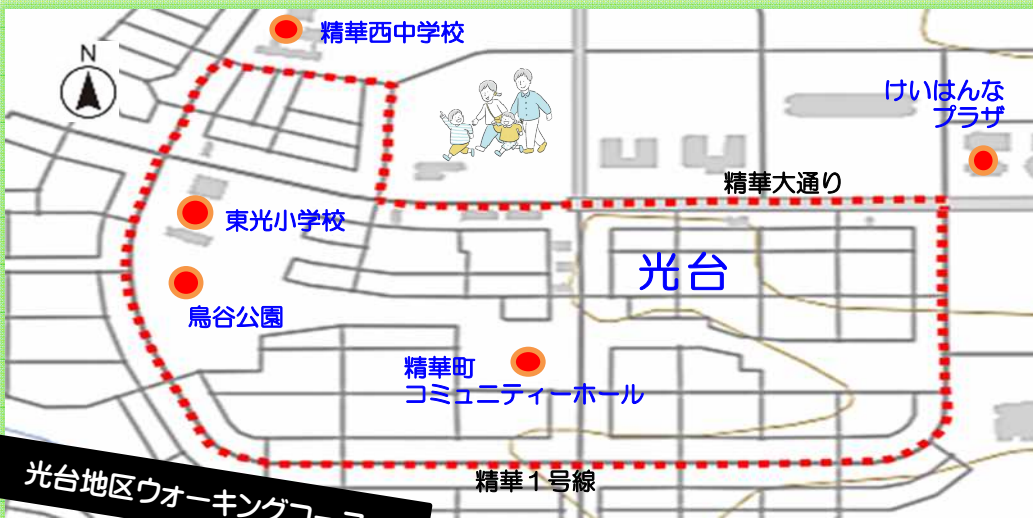 精華西中学校
N
けいはんな
プラザ
精華大通り
東光小学校
光台
鳥谷公園
精華町
コミュニティーホール
精華1号線
光台地区ウォーキングコース